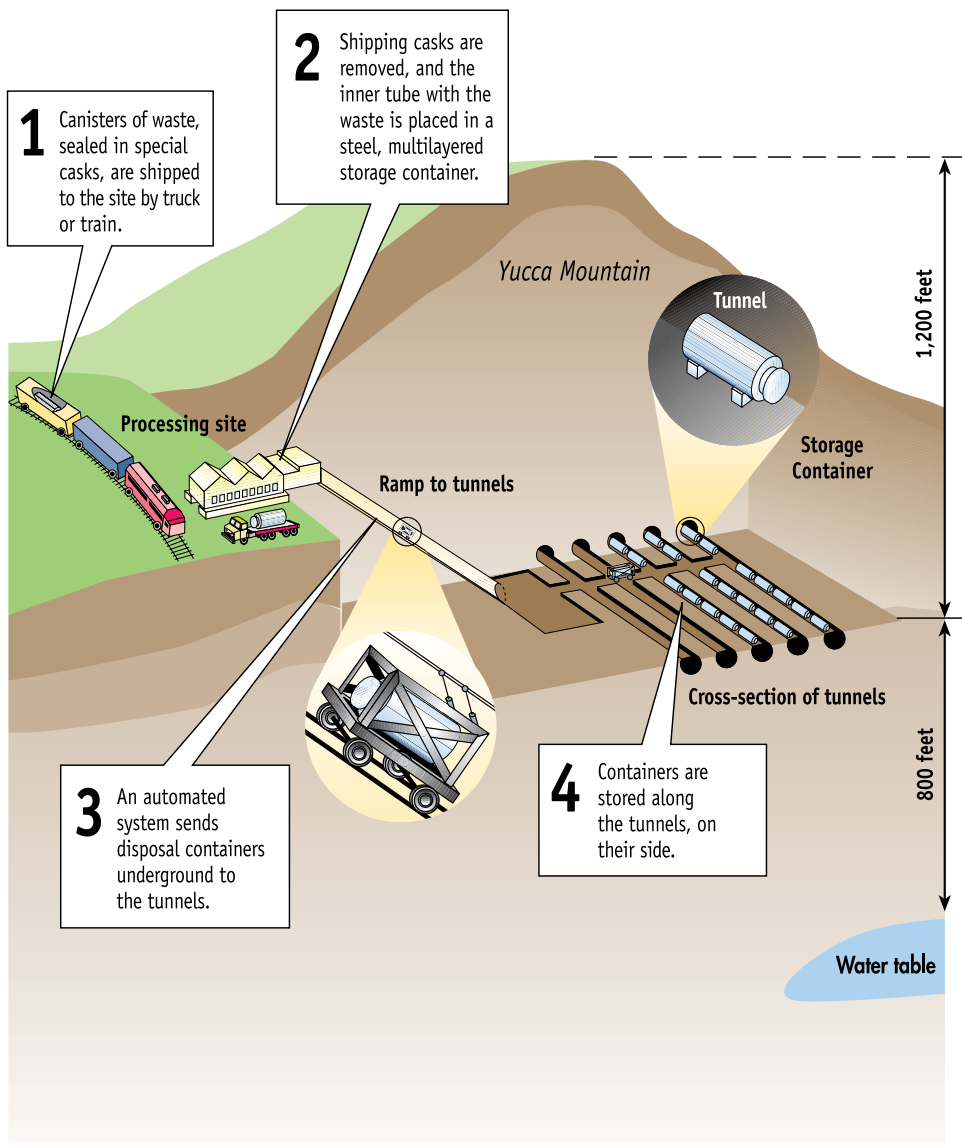 1
Canisters of waste,
sealed in special
casks, are shipped
to the site by truck
or train.
2
Shipping casks are
removed, and the
inner tube with the
waste is placed in a
steel, multilayered
storage container.
Yucca Mountain
Tunnel
1,200 feet
Processing site
Storage
Container
Ramp to tunnels
Cross-section of tunnels
800 feet
3
An automated
system sends
disposal containers
underground to
the tunnels.
4
Containers are
stored along
the tunnels, on
their side.
Water table